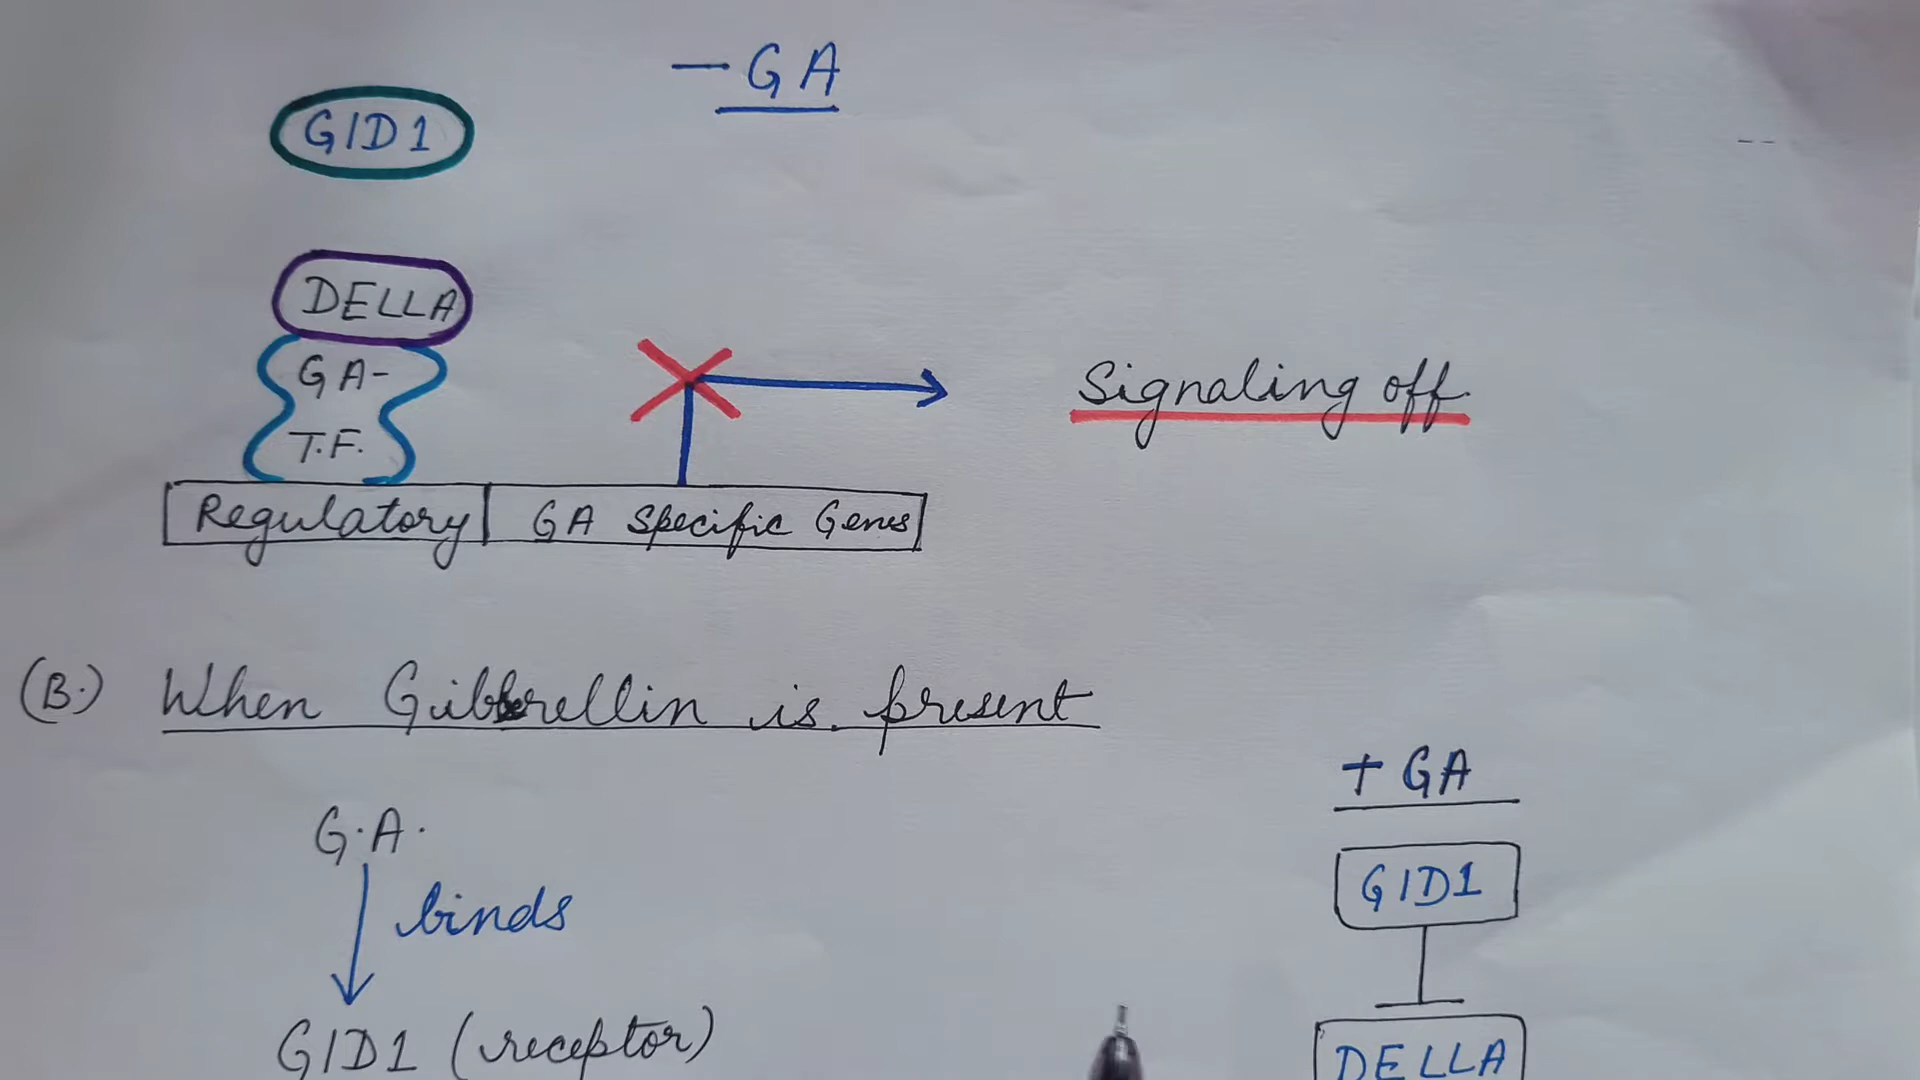 — GA
GID1
DELLA
GA-
T.F.
Signaling off
Regulatory GA Specific Genes
(B.) When Gibberellin is present
+ GA
G.A.
GID1
binds
GID1 (receptor)
DELLA